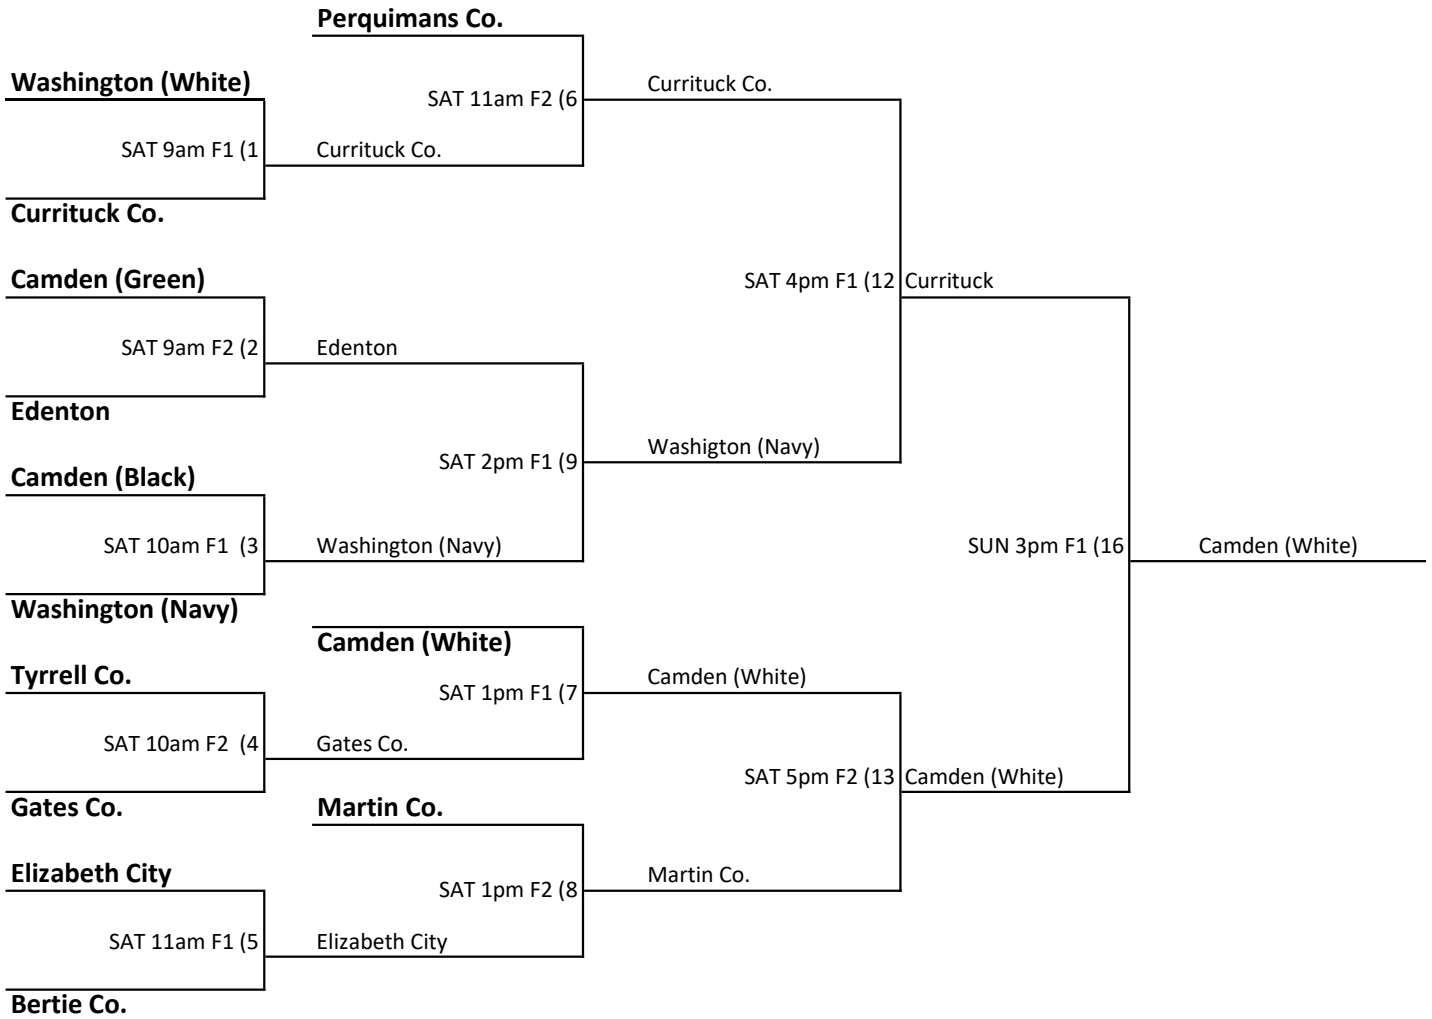 Perquimans Co.
Washington (White)
SAT 11am F2 (6
Currituck Co.
SAT 9am F1 (1
Currituck Co.
Currituck Co.
Camden (Green)
SAT 4pm F1 (12
Currituck
SAT 9am F2 (2
Edenton
Edenton
Washigton (Navy)
SAT 2pm F1 (9
Camden (Black)
SAT 10am F1 (3
Washington (Navy)
SUN 3pm F1 (16
Camden (White)
Washington (Navy)
Camden (White)
Tyrrell Co.
Camden (White)
SAT 1pm F1 (7
SAT 10am F2 (4
Gates Co.
SAT 5pm F2 (13
Camden (White)
Gates Co.
Martin Co.
Elizabeth City
Martin Co.
SAT 1pm F2 (8
SAT 11am F1 (5
Elizabeth City
Bertie Co.